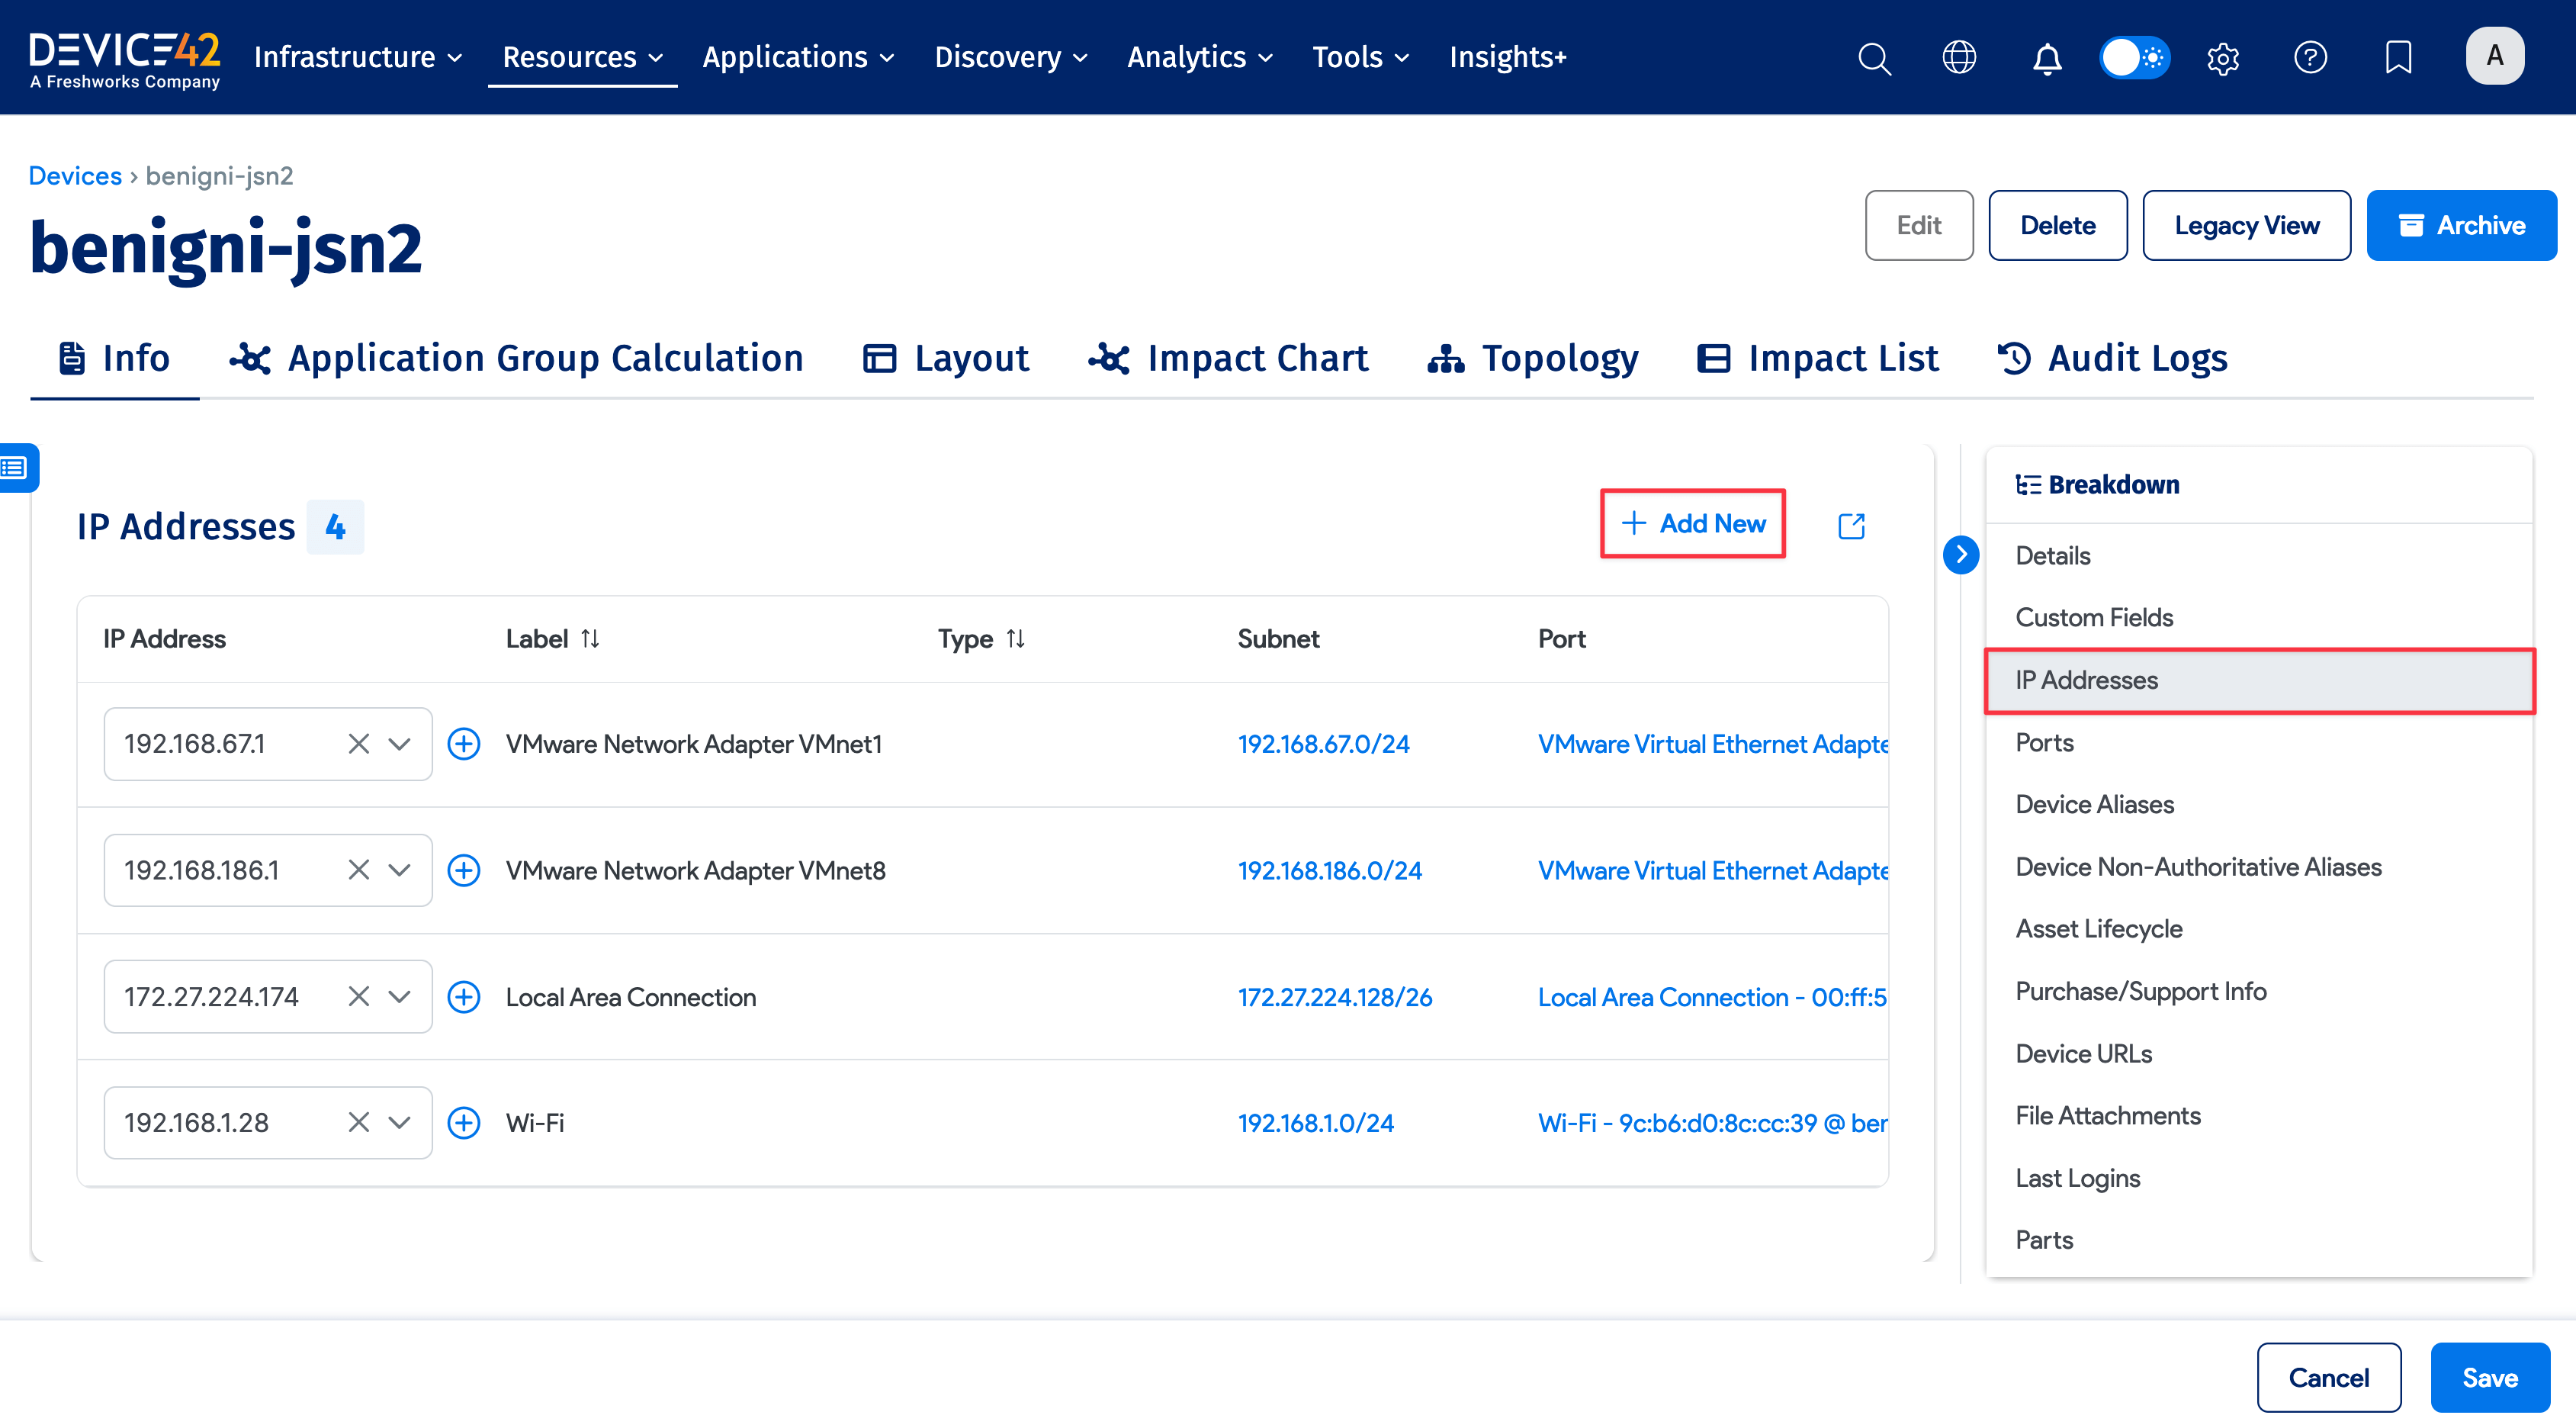 DEVICE42
A Freshworks Company
Infrastructure Resources Applications Discovery Analytics Tools Insights+
A
Devices › benigni-jsn2
benigni-jsn2
Edit Delete Legacy View Archive
Info Application Group Calculation Layout Impact Chart Topology Impact List Audit Logs
IP Addresses 4
+ Add New
IP Address Label Type Subnet Port
192.168.67.1 VMware Network Adapter VMnet1 192.168.67.0/24 VMware Virtual Ethernet Adapte
192.168.186.1 VMware Network Adapter VMnet8 192.168.186.0/24 VMware Virtual Ethernet Adapte
172.27.224.174 Local Area Connection 172.27.224.128/26 Local Area Connection - 00:ff:5
192.168.1.28 Wi-Fi 192.168.1.0/24 Wi-Fi - 9c:b6:d0:8c:cc:39 @ ber
Breakdown
Details
Custom Fields
IP Addresses
Ports
Device Aliases
Device Non-Authoritative Aliases
Asset Lifecycle
Purchase/Support Info
Device URLs
File Attachments
Last Logins
Parts
Cancel Save